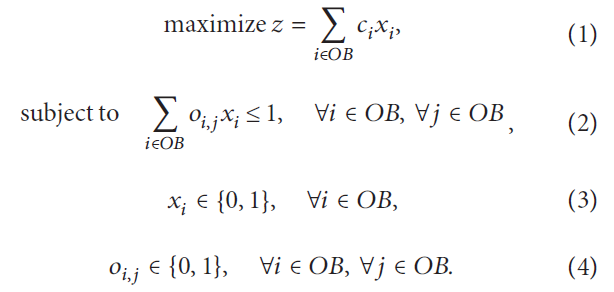 maximize z = ∑_{i∈OB} c_i x_i, (1)
subject to ∑_{i∈OB} o_{i,j} x_i ≤ 1, ∀i ∈ OB, ∀j ∈ OB, (2)
x_i ∈ {0, 1}, ∀i ∈ OB, (3)
o_{i,j} ∈ {0, 1}, ∀i ∈ OB, ∀j ∈ OB. (4)